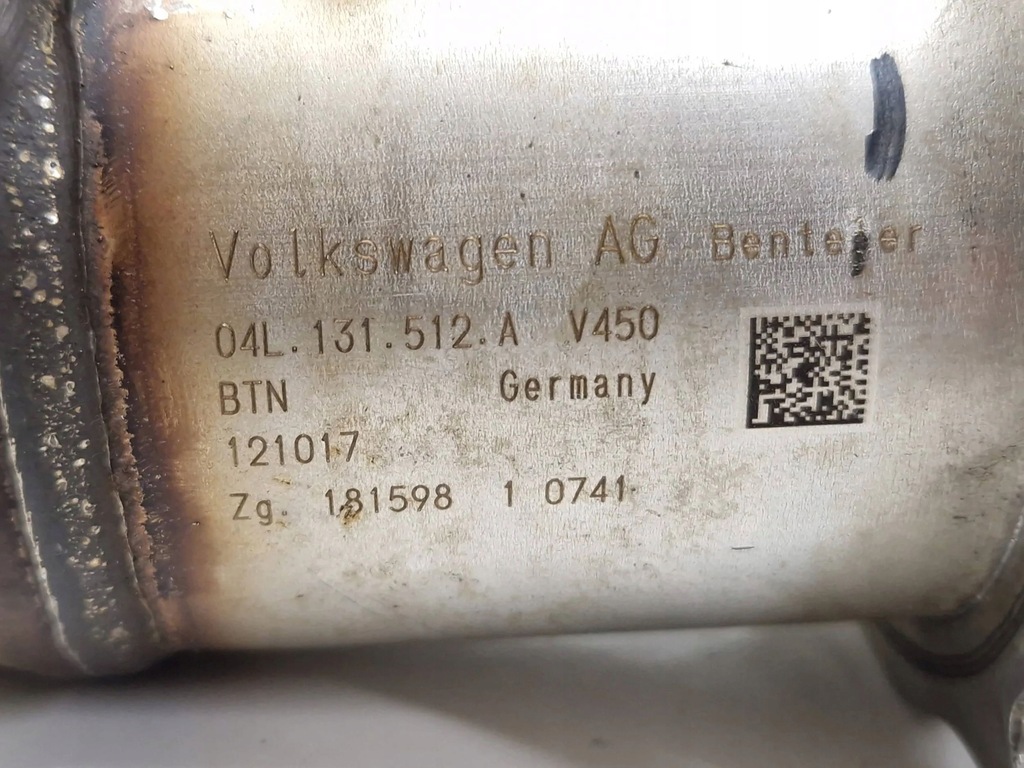 Volkswagen AG Benteler
04L.131.512.A V450
BTN Germany
121017
Zg. 181598 1 0741